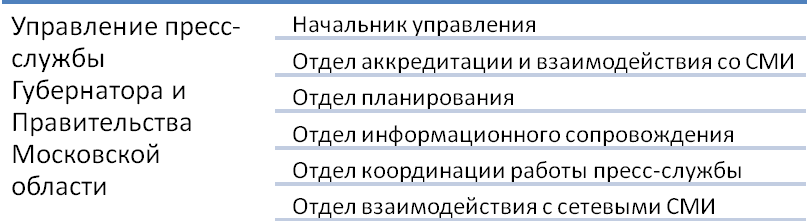 Управление пресс-
службы
Губернатора и
Правительства
Московской
области
Начальник управления
Отдел аккредитации и взаимодействия со СМИ
Отдел планирования
Отдел информационного сопровождения
Отдел координации работы пресс-службы
Отдел взаимодействия с сетевыми СМИ